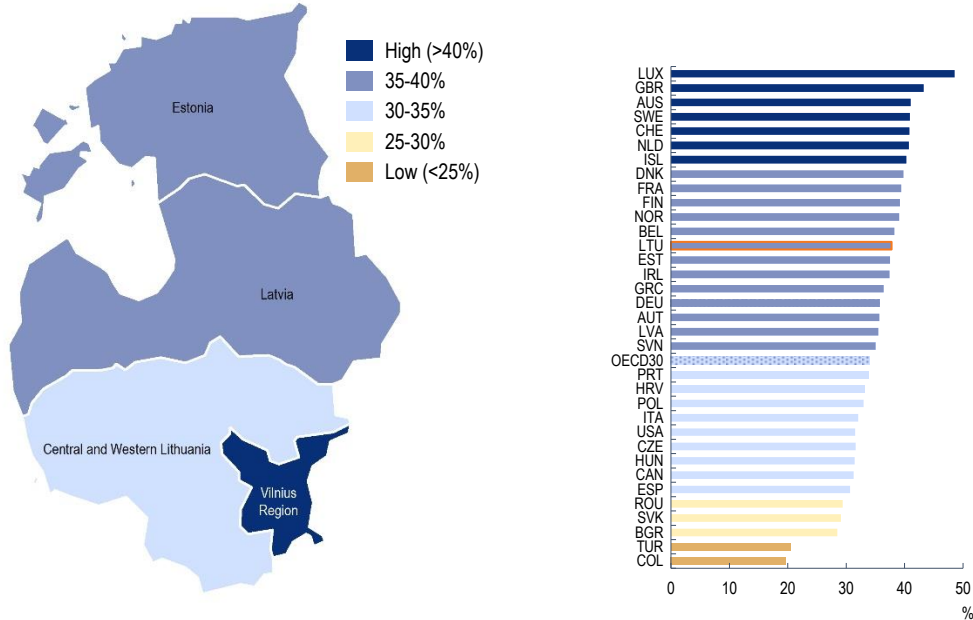 Estonia
Latvia
Central and Western Lithuania
Vilnius
Region
High (>40%)
35-40%
30-35%
25-30%
Low (<25%)
LUX
GBR
AUS
SWE
CHE
NLD
ISL
DNK
FRA
FIN
NOR
BEL
LTU
EST
IRL
GRC
DEU
AUT
LVA
SVN
OECD30
PRT
HRV
POL
ITA
USA
CZE
HUN
CAN
ESP
ROU
SVK
BGR
TUR
COL
0 10 20 30 40 50
%